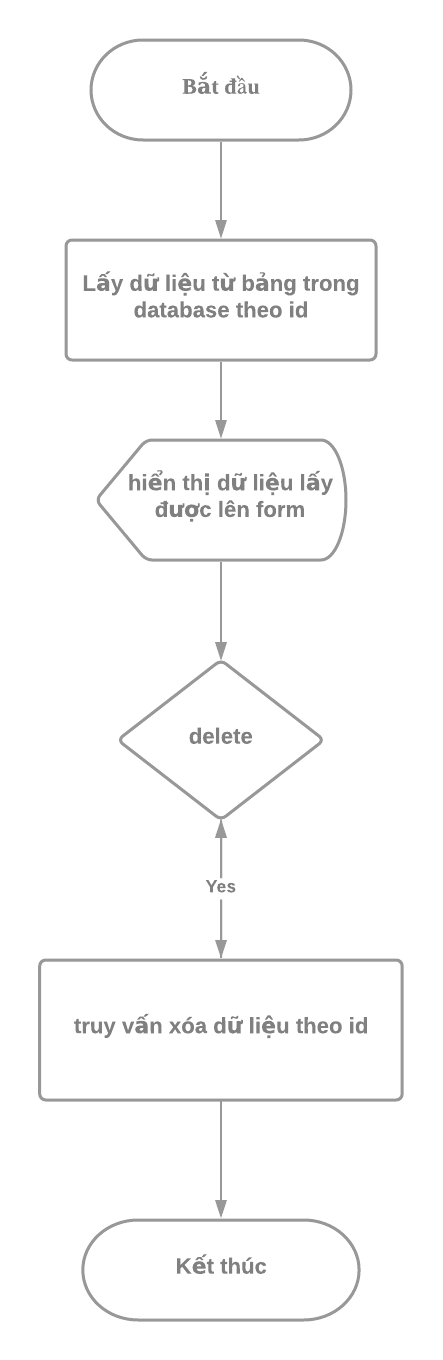 Bắt đầu
Lấy dữ liệu từ bảng trong
database theo id
hiển thị dữ liệu lấy
được lên form
delete
Yes
truy vấn xóa dữ liệu theo id
Kết thúc